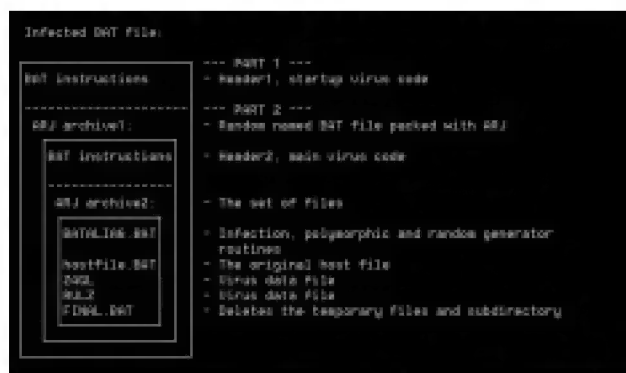 Infected BAT file:
--- PART 1 ---
BAT instructions - Header1, startup virus code
--- PART 2 ---
ARJ archive1: - Random named BAT file packed with ARJ
BAT instructions - Header2, main virus code
ARJ archive2: - The set of files
BATALIA6.BAT - Infection, polymorphic and random generator
routines
hostfile.BAT - The original host file
- Virus data file
RULZ - Virus data file
FINAL.BAT - Deletes the temporary files and subdirectory